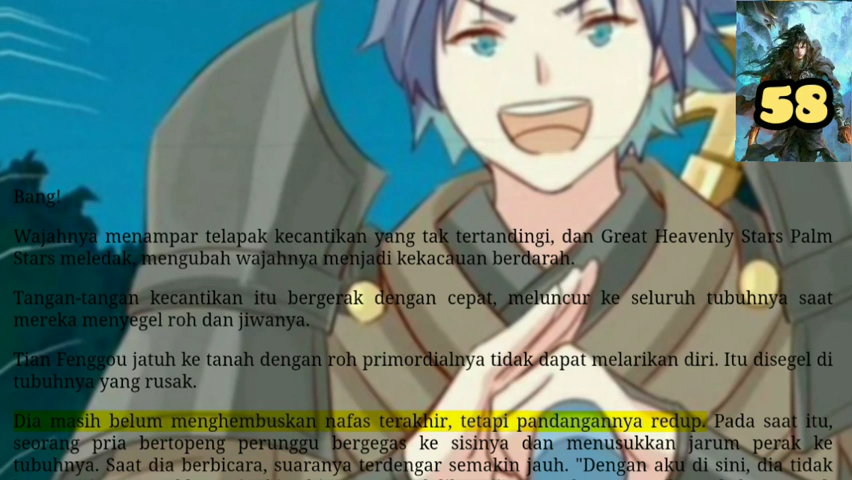 58
Bang!
Wajahnya menampar telapak kecantikan yang tak tertandingi, dan Great Heavenly Stars Palm
Stars meledak, mengubah wajahnya menjadi kekacauan berdarah.
Tangan-tangan kecantikan itu bergerak dengan cepat, meluncur ke seluruh tubuhnya saat
mereka menyegel roh dan jiwanya.
Tian Fenggou jatuh ke tanah dengan roh primordialnya tidak dapat melarikan diri. Itu disegel di
tubuhnya yang rusak.
Dia masih belum menghembuskan nafas terakhir, tetapi pandangannya redup. Pada saat itu,
seorang pria bertopeng perunggu bergegas ke sisinya dan menusukkan jarum perak ke
tubuhnya. Saat dia berbicara, suaranya terdengar semakin jauh. "Dengan aku di sini, dia tidak